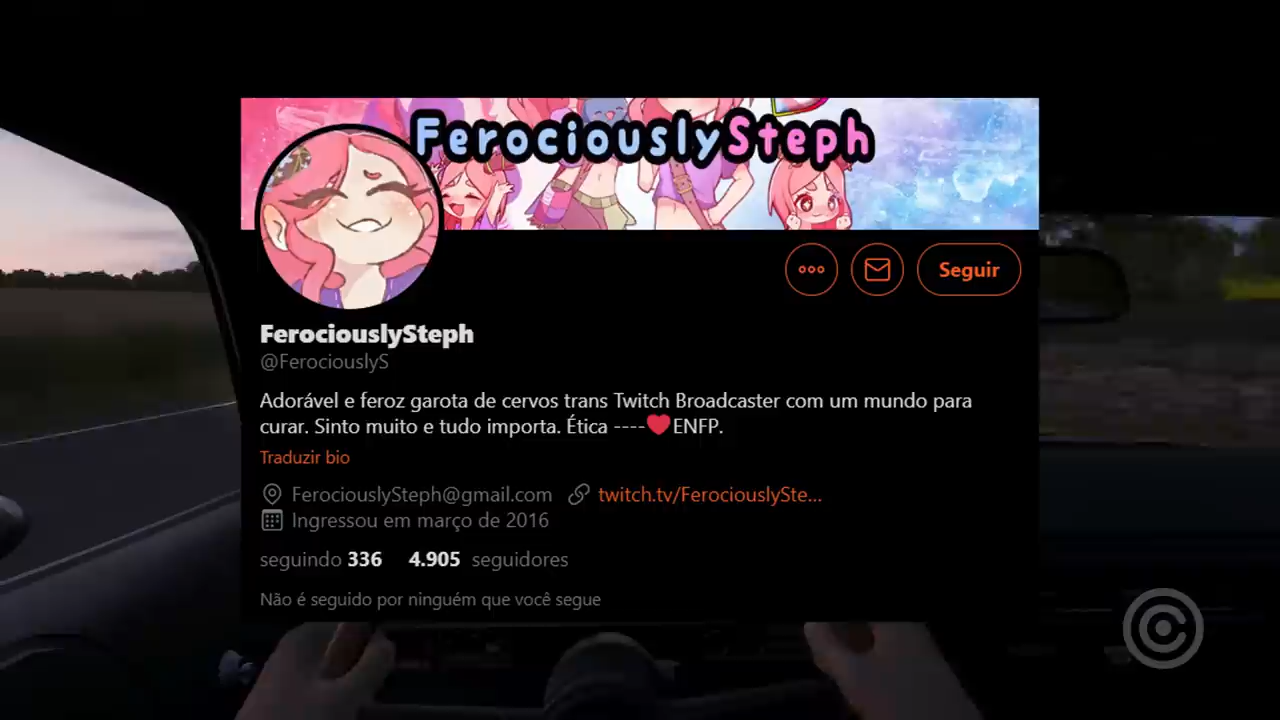 FerociouslySteph
Seguir
FerociouslySteph
@FerociouslyS
Adorável e feroz garota de cervos trans Twitch Broadcaster com um mundo para
curar. Sinto muito e tudo importa. Ética ----❤ENFP.
Traduzir bio
FerociouslySteph@gmail.com twitch.tv/FerociouslySte...
Ingressou em março de 2016
seguindo 336 4.905 seguidores
Não é seguido por ninguém que você segue